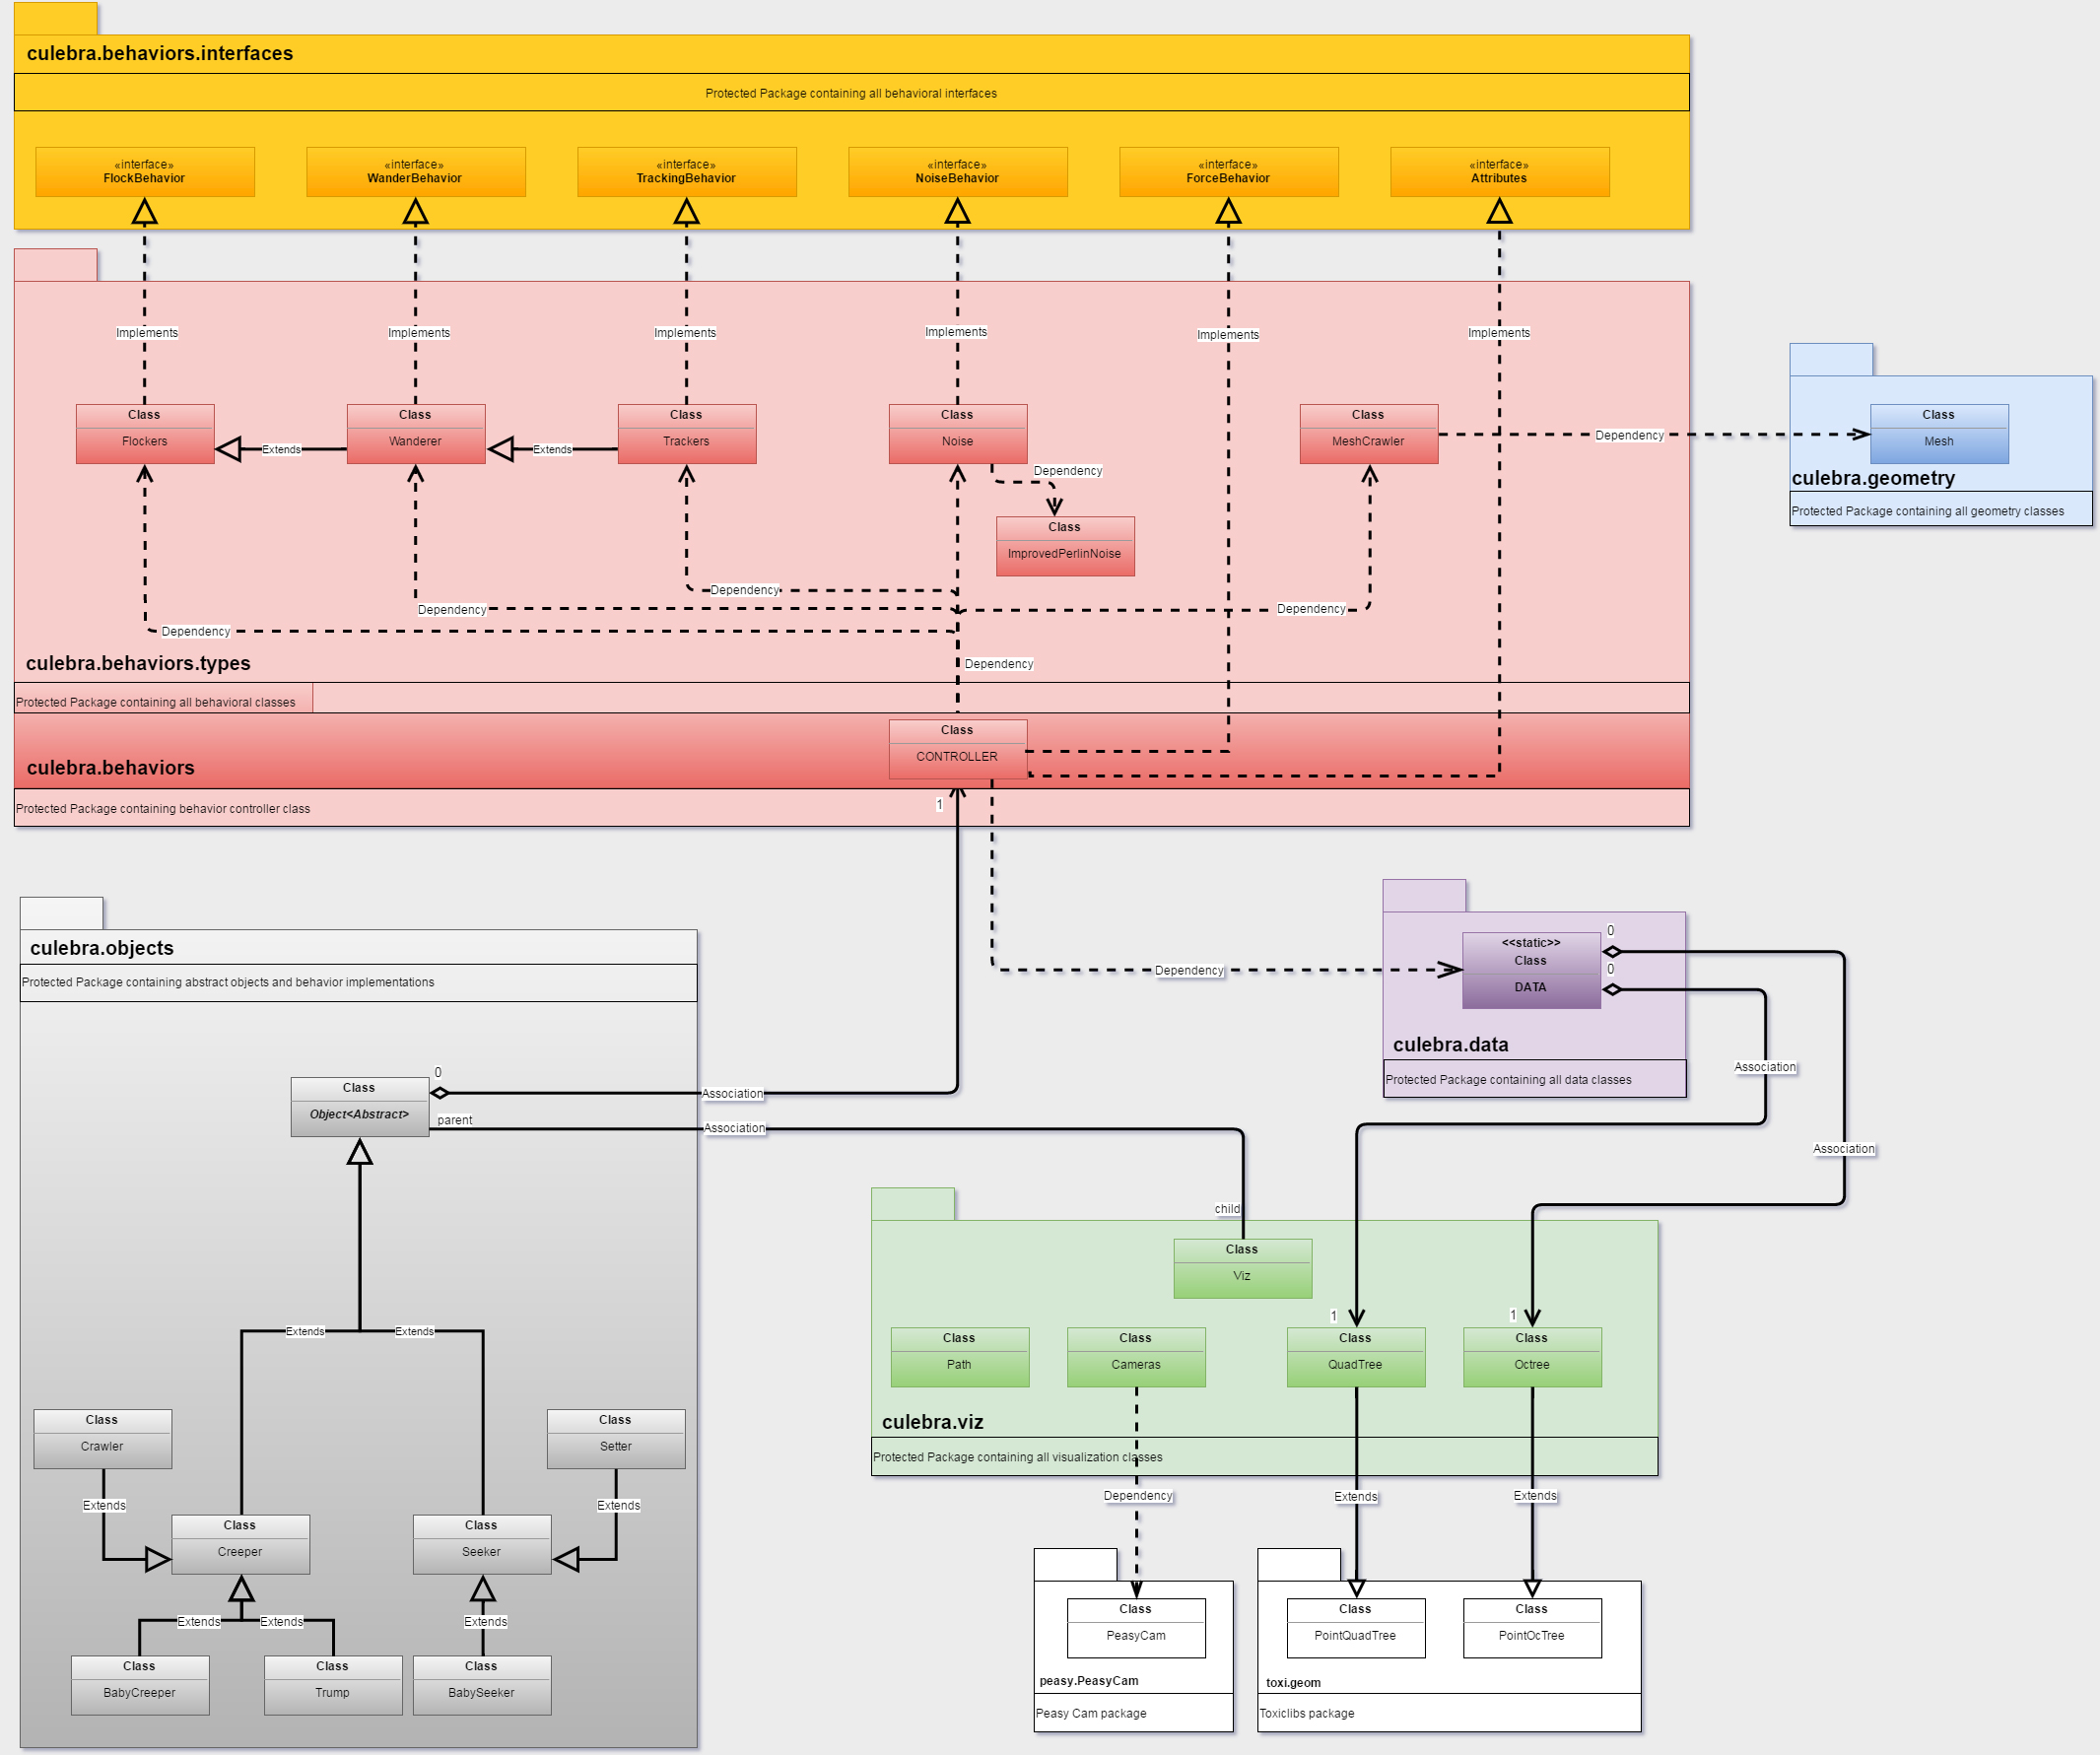 culebra.behaviors.interfaces
Protected Package containing all behavioral interfaces
«interface»
FlockBehavior
«interface»
WanderBehavior
«interface»
TrackingBehavior
«interface»
NoiseBehavior
«interface»
ForceBehavior
«interface»
Attributes
Implements
Implements
Implements
Implements
Implements
Implements
Class
Flockers
Extends
Class
Wanderer
Extends
Class
Trackers
Class
Noise
Dependency
Class
ImprovedPerlinNoise
Class
MeshCrawler
Dependency
Class
Mesh
culebra.geometry
Protected Package containing all geometry classes
Dependency
Dependency
Dependency
Dependency
Dependency
culebra.behaviors.types
Protected Package containing all behavioral classes
Class
CONTROLLER
culebra.behaviors
Protected Package containing behavior controller class
1
culebra.objects
Protected Package containing abstract objects and behavior implementations
Dependency
<<static>>
Class
DATA
0
0
culebra.data
Protected Package containing all data classes
Association
Association
Class
Object<Abstract>
0
Association
parent
Association
child
Class
Viz
1
1
Class
Path
Class
Cameras
Class
QuadTree
Class
Octree
culebra.viz
Protected Package containing all visualization classes
Extends
Extends
Class
Crawler
Class
Setter
Extends
Extends
Class
Creeper
Class
Seeker
Extends
Extends
Extends
Class
BabyCreeper
Class
Trump
Class
BabySeeker
Dependency
Extends
Extends
Class
PeasyCam
peasy.PeasyCam
Peasy Cam package
Class
PointQuadTree
Class
PointOcTree
toxi.geom
Toxiclibs package